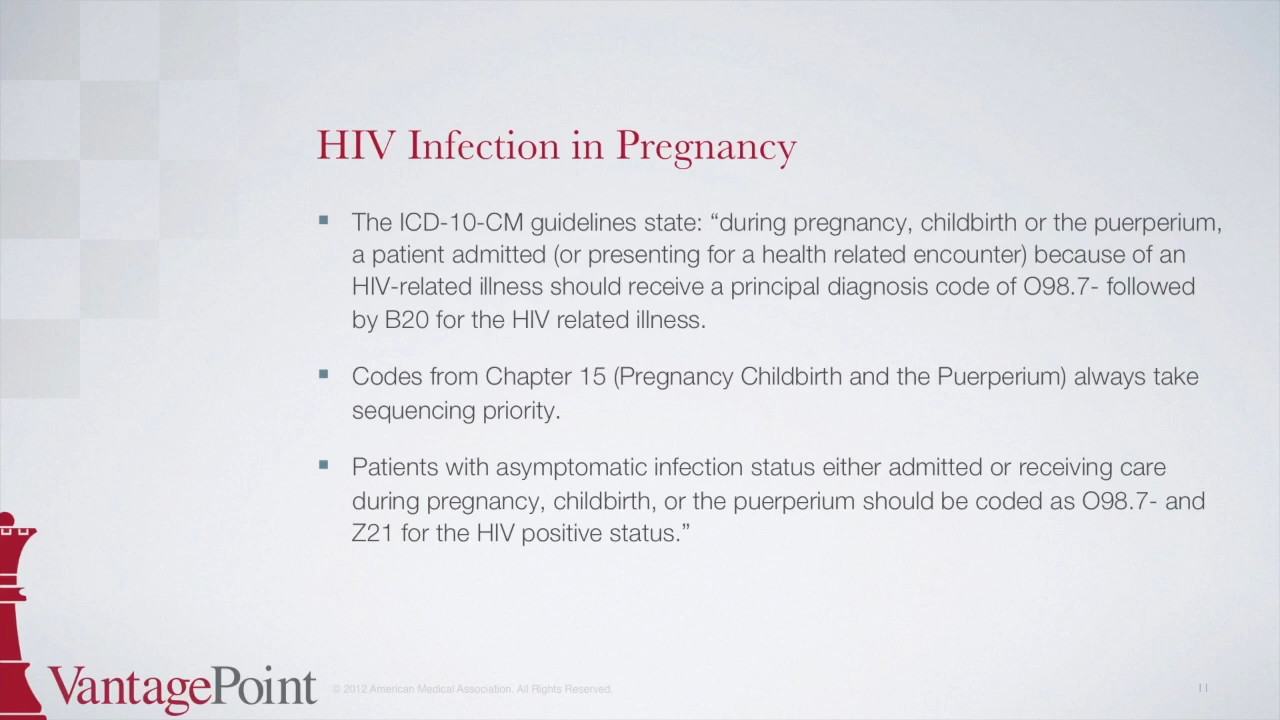 HIV Infection in Pregnancy
▪ The ICD-10-CM guidelines state: “during pregnancy, childbirth or the puerperium,
a patient admitted (or presenting for a health related encounter) because of an
HIV-related illness should receive a principal diagnosis code of O98.7- followed
by B20 for the HIV related illness.
▪ Codes from Chapter 15 (Pregnancy Childbirth and the Puerperium) always take
sequencing priority.
▪ Patients with asymptomatic infection status either admitted or receiving care
during pregnancy, childbirth, or the puerperium should be coded as O98.7- and
Z21 for the HIV positive status.”
VantagePoint
© 2012 American Medical Association. All Rights Reserved.
11